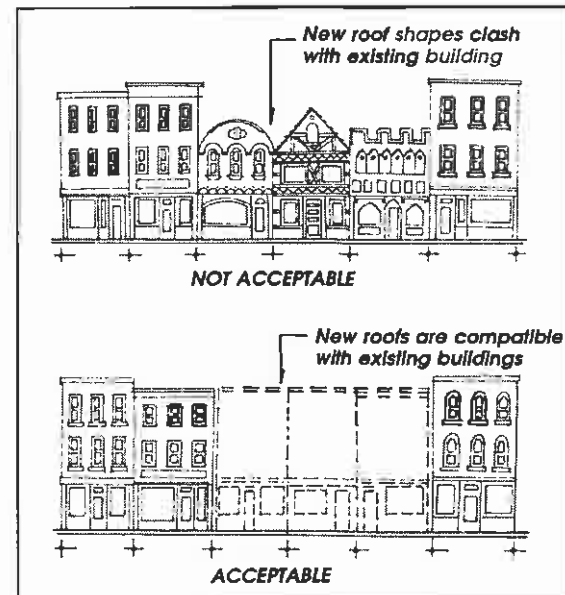 New roof shapes clash
with existing building
NOT ACCEPTABLE
New roofs are compatible
with existing buildings
ACCEPTABLE